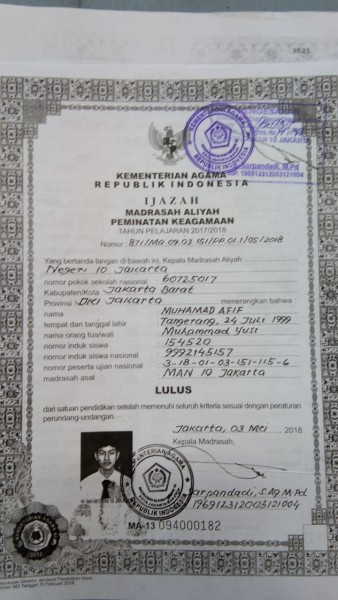 KEMENTERIAN AGAMA
REPUBLIK INDONESIA
IJAZAH
MADRASAH ALIYAH
PEMINATAN KEAGAMAAN
TAHUN PELAJARAN 2017/2018
Nomor : 871/Ma.09.03.151/PP.01.1/05/2018
Yang bertanda tangan di bawah ini, Kepala Madrasah Aliyah
Negeri 10 Jakarta
nomor pokok sekolah nasional 60725017
Kabupaten/Kota Jakarta Barat
Provinsi DKI Jakarta menerangkan bahwa :
nama MUHAMAD AFIF
tempat dan tanggal lahir Tangerang, 24 Juli 1999
nama orang tua/wali Muhammad Yusi
nomor induk siswa 154520
nomor induk siswa nasional 9992145157
nomor peserta ujian nasional 3-18-01-03-151-115-6
madrasah asal MAN 10 Jakarta
LULUS
dari satuan pendidikan setelah memenuhi seluruh kriteria sesuai dengan peraturan
perundang-undangan.
Jakarta, 03 Mei 2018
Kepala Madrasah,
KEMENTERIAN AGAMA
REPUBLIK INDONESIA
arpandadi, S.Ag M.Pd
196912312003121004
MA-13 094000182